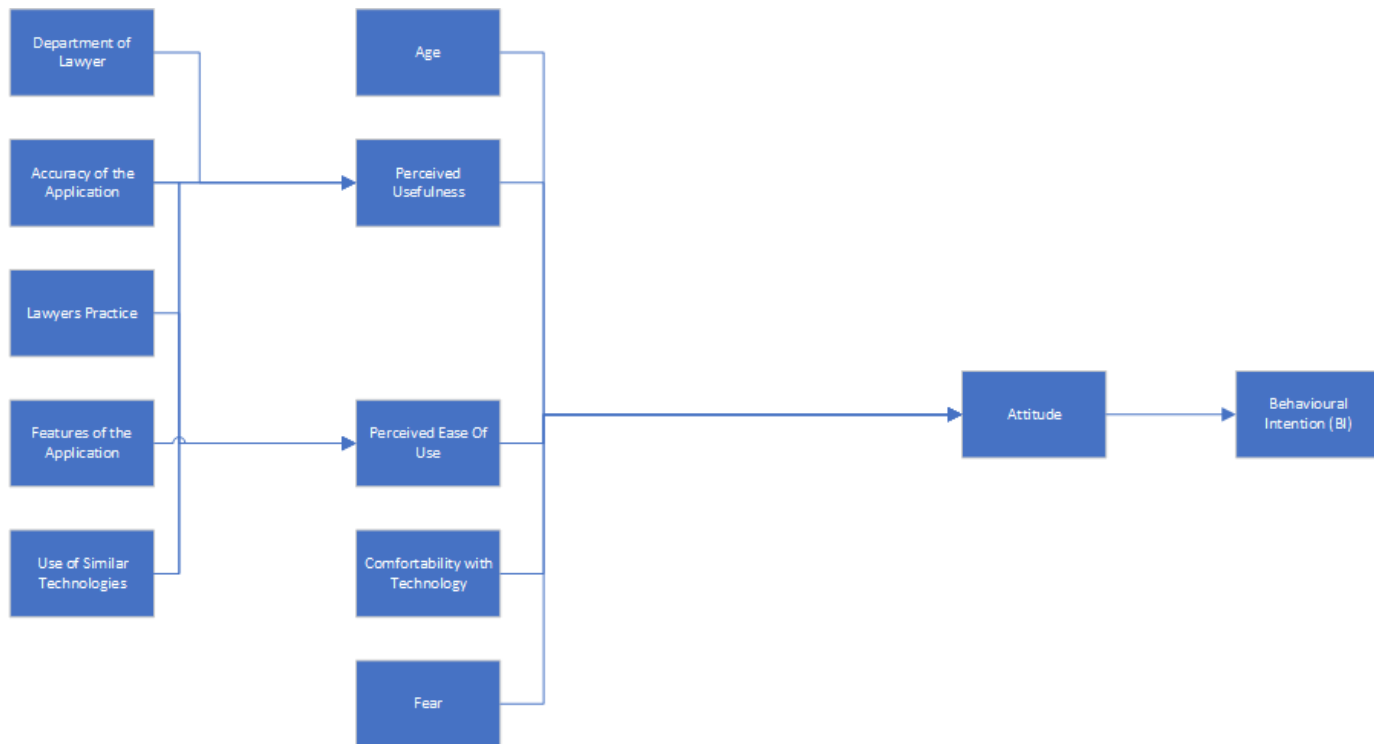 Department of
Lawyer
Age
Accuracy of the
Application
Perceived
Usefulness
Lawyers Practice
Attitude
Behavioural
Intention (BI)
Features of the
Application
Perceived Ease Of
Use
Use of Similar
Technologies
Comfortability with
Technology
Fear